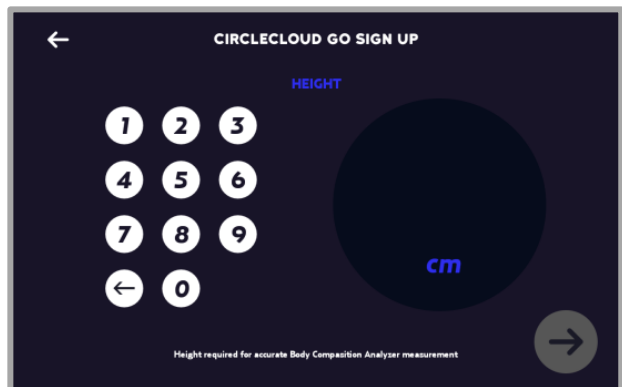 CIRCLECLOUD GO SIGN UP
HEIGHT
1 2 3
4 5 6
7 8 9
0
cm
Height required for accurate Body Compasition Analyzer measurement